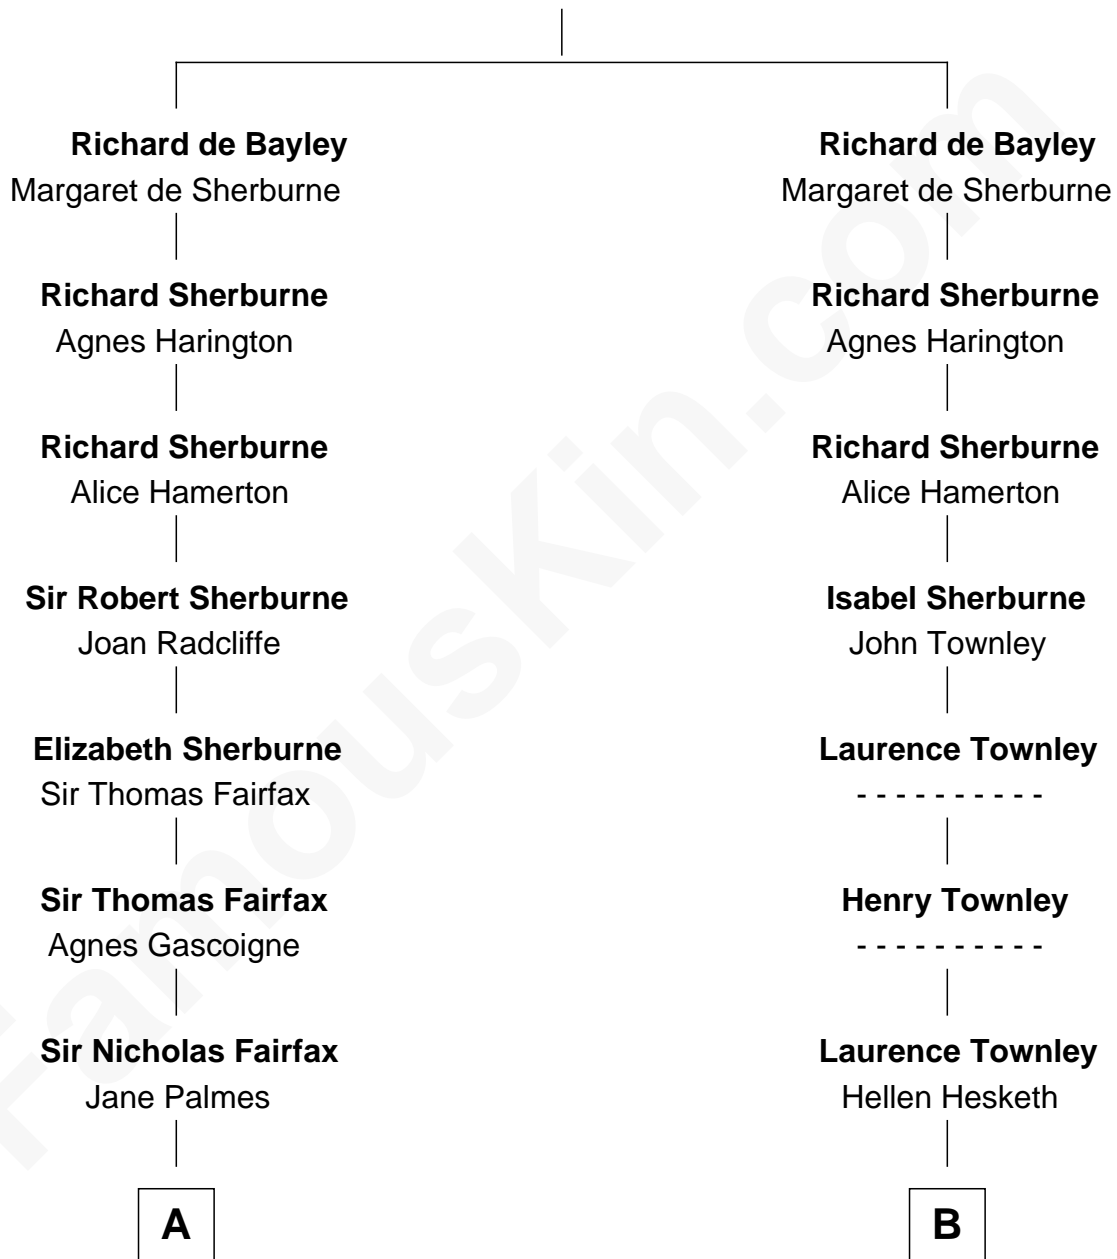 Richard de Bayley
Margaret de Sherburne
Richard Sherburne
Agnes Harington
Richard Sherburne
Alice Hamerton
Sir Robert Sherburne
Joan Radcliffe
Elizabeth Sherburne
Sir Thomas Fairfax
Sir Thomas Fairfax
Agnes Gascoigne
Sir Nicholas Fairfax
Jane Palmes
A
Richard de Bayley
Margaret de Sherburne
Richard Sherburne
Agnes Harington
Richard Sherburne
Alice Hamerton
Isabel Sherburne
John Townley
Laurence Townley
- - - - - - - - - -
Henry Townley
- - - - - - - - - -
Laurence Townley
Hellen Hesketh
B
FamousKin.com